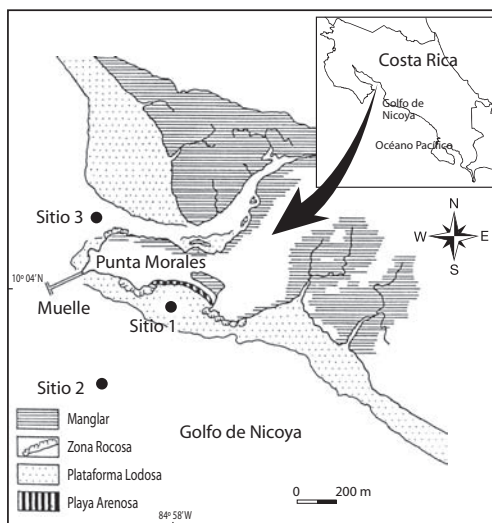 Costa Rica
Golfo de
Nicoya
Océano Pacífico
N
W
E
S
Sitio 3
Punta Morales
10º 04'N
Muelle
Sitio 1
Sitio 2
Golfo de Nicoya
Manglar
Zona Rocosa
Plataforma Lodosa
Playa Arenosa
0 200 m
84º 58'W